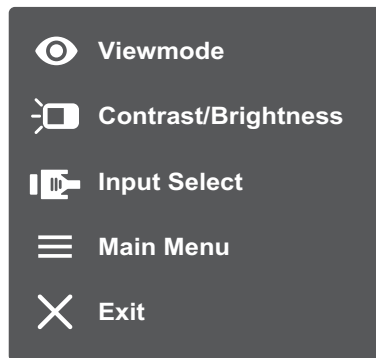 Viewmode
Contrast/Brightness
Input Select
Main Menu
Exit